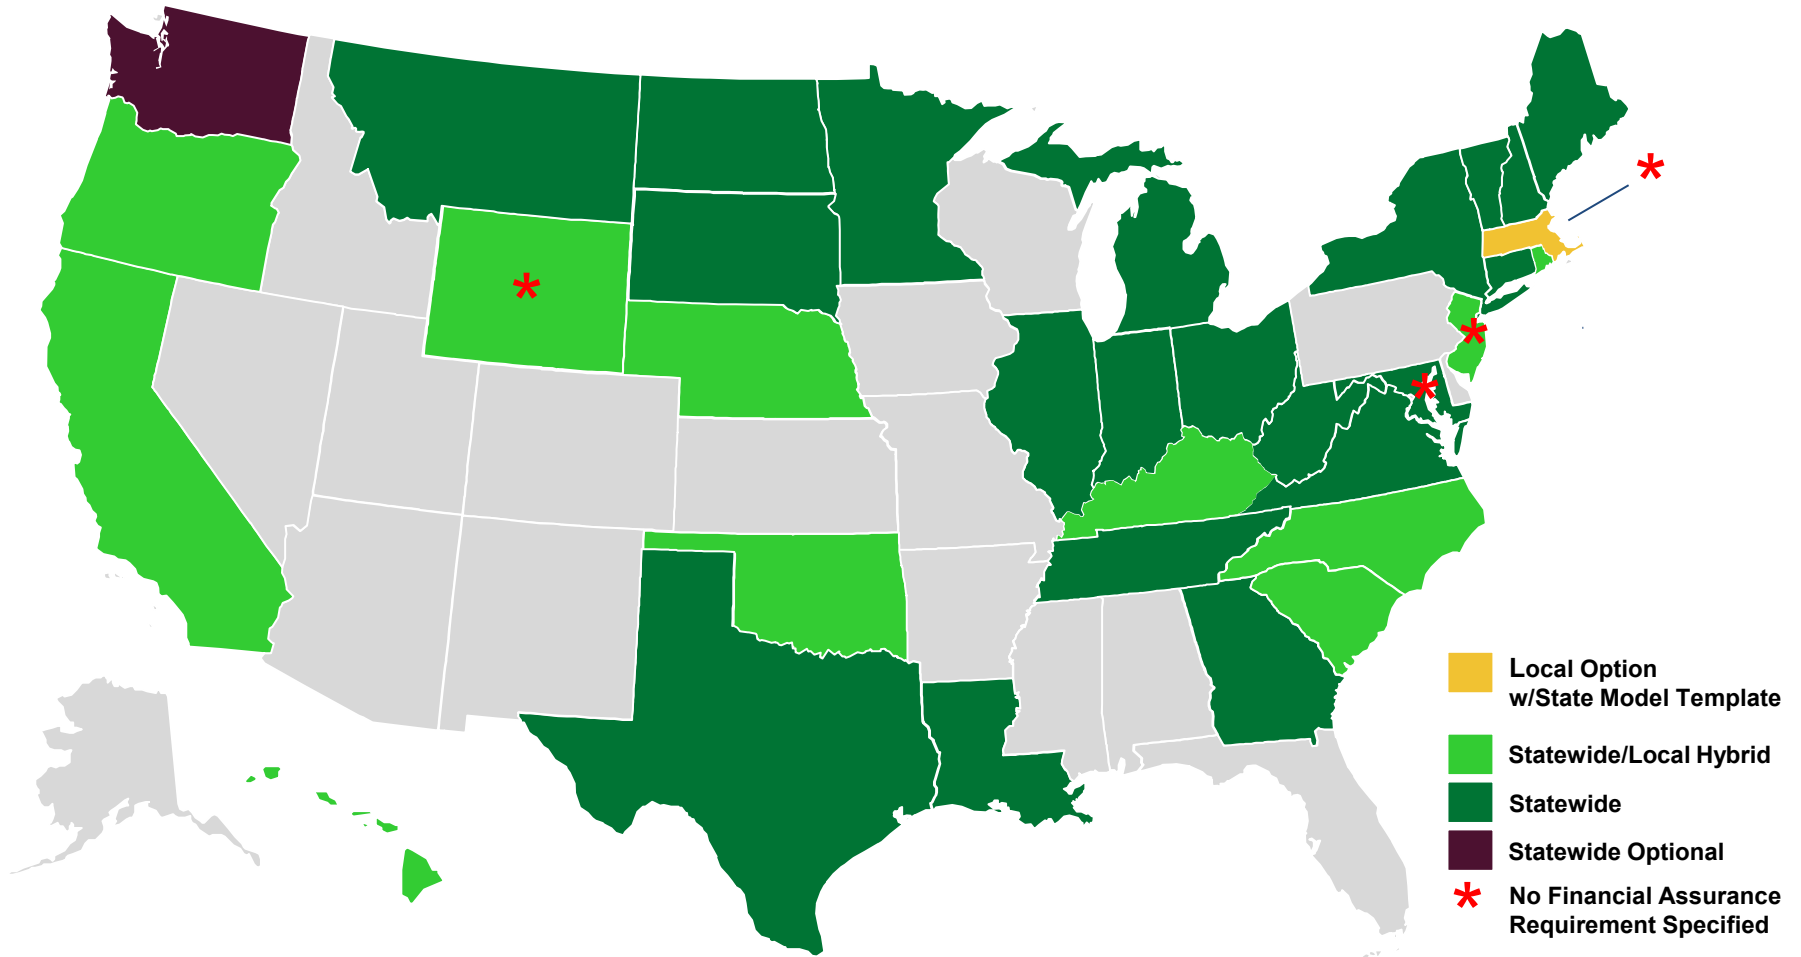 Local Option
w/State Model Template
Statewide/Local Hybrid
Statewide
Statewide Optional
* No Financial Assurance
Requirement Specified